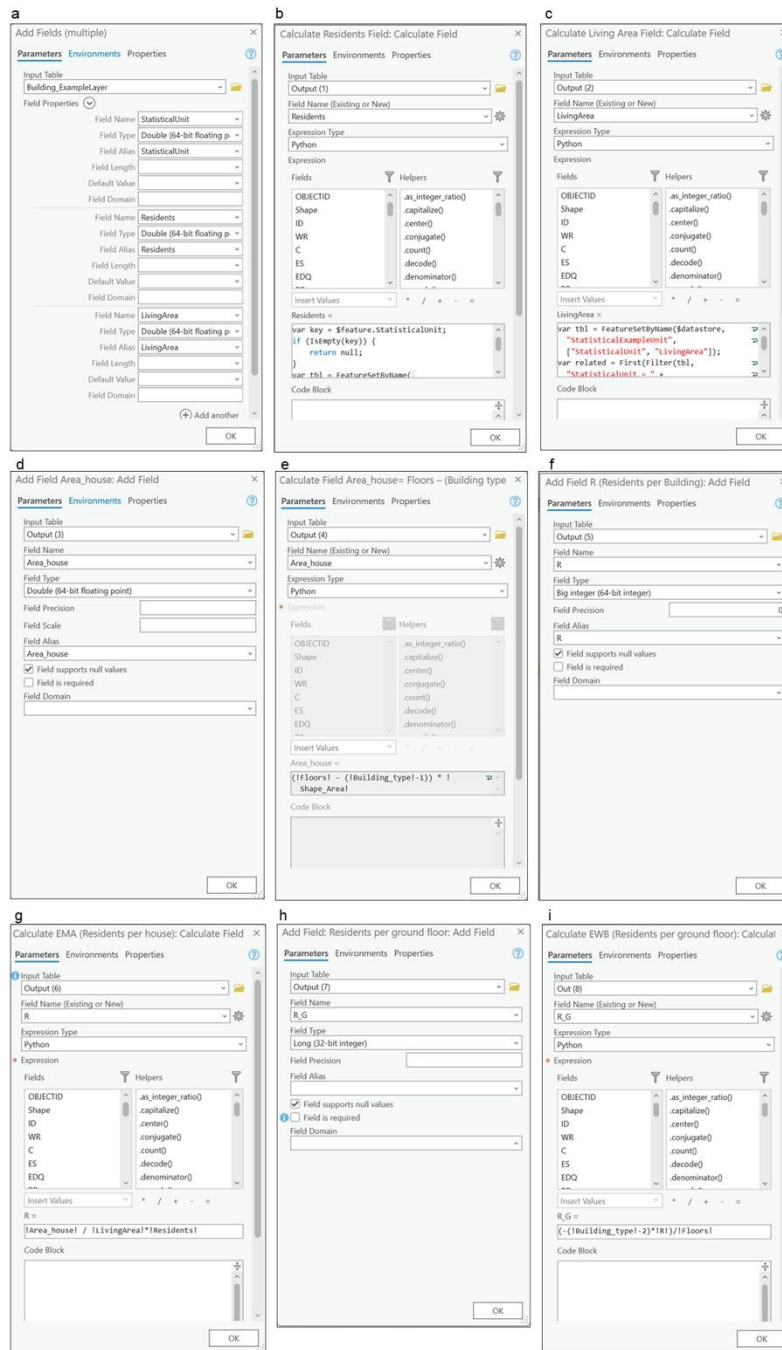 a
Add Fields (multiple)
Parameters Environments Properties
Input Table
Building_ExampleLayer
Field Properties
Field Name StatisticalUnit
Field Type Double (64-bit floating p
Field Alias StatisticalUnit
Field Length
Default Value
Field Domain
Field Name Residents
Field Type Double (64-bit floating p
Field Alias Residents
Field Length
Default Value
Field Domain
Field Name LivingArea
Field Type Double (64-bit floating p
Field Alias LivingArea
Field Length
Default Value
Field Domain
Add another
OK
b
Calculate Residents Field: Calculate Field
Parameters Environments Properties
Input Table
Output (1)
Field Name (Existing or New)
Residents
Expression Type
Python
Expression
Fields Helpers
OBJECTID .as_integer_ratio()
Shape .capitalize()
ID .center()
WR .conjugate()
C .count()
ES .decode()
EDQ .denominator()
Insert Values * / + - =
Residents =
var key = $feature.StatisticalUnit;
if (IsEmpty(key)) {
return null;
}
var tbl = FeatureSetByName(
Code Block
OK
c
Calculate Living Area Field: Calculate Field
Parameters Environments Properties
Input Table
Output (2)
Field Name (Existing or New)
LivingArea
Expression Type
Python
Expression
Fields Helpers
OBJECTID .as_integer_ratio()
Shape .capitalize()
ID .center()
WR .conjugate()
C .count()
ES .decode()
EDQ .denominator()
Insert Values * / + - =
LivingArea =
var tbl = FeatureSetByName($datastore,
"StatisticalExampleUnit",
["StatisticalUnit", "LivingArea"]);
var related = First(Filter(tbl,
"StatisticalUnit = " +
Code Block
OK
d
Add Field Area_house: Add Field
Parameters Environments Properties
Input Table
Output (3)
Field Name
Area_house
Field Type
Double (64-bit floating point)
Field Precision
Field Scale
Field Alias
Area_house
Field supports null values
Field is required
Field Domain
OK
e
Calculate Field Area_house= Floors – (Building type
Parameters Environments Properties
Input Table
Output (4)
Field Name (Existing or New)
Area_house
Expression Type
Python
* Expression
Fields Helpers
OBJECTID .as_integer_ratio()
Shape .capitalize()
ID .center()
WR .conjugate()
C .count()
ES .decode()
EDQ .denominator()
Insert Values * / + - =
Area_house =
(!Floors! - (!Building_type!-1)) * !
Shape_Area!
Code Block
OK
f
Add Field R (Residents per Building): Add Field
Parameters Environments Properties
Input Table
Output (5)
Field Name
R
Field Type
Big integer (64-bit integer)
Field Precision 0
Field Alias
R
Field supports null values
Field is required
Field Domain
OK
g
Calculate EMA (Residents per house): Calculate Field
Parameters Environments Properties
Input Table
Output (6)
Field Name (Existing or New)
R
Expression Type
Python
* Expression
Fields Helpers
OBJECTID .as_integer_ratio()
Shape .capitalize()
ID .center()
WR .conjugate()
C .count()
ES .decode()
EDQ .denominator()
Insert Values * / + - =
R =
!Area_house! / !LivingArea!*!Residents!
Code Block
OK
h
Add Field: Residents per ground floor: Add Field
Parameters Environments Properties
Input Table
Output (7)
Field Name
R_G
Field Type
Long (32-bit integer)
Field Precision
Field Alias
Field supports null values
Field is required
Field Domain
OK
i
Calculate EWB (Residents per ground floor): Calculat
Parameters Environments Properties
Input Table
Out (8)
Field Name (Existing or New)
R_G
Expression Type
Python
* Expression
Fields Helpers
OBJECTID .as_integer_ratio()
Shape .capitalize()
ID .center()
WR .conjugate()
C .count()
ES .decode()
EDQ .denominator()
Insert Values * / + - =
R_G =
(-(!Building_type!-2)*!R!)/!Floors!
Code Block
OK